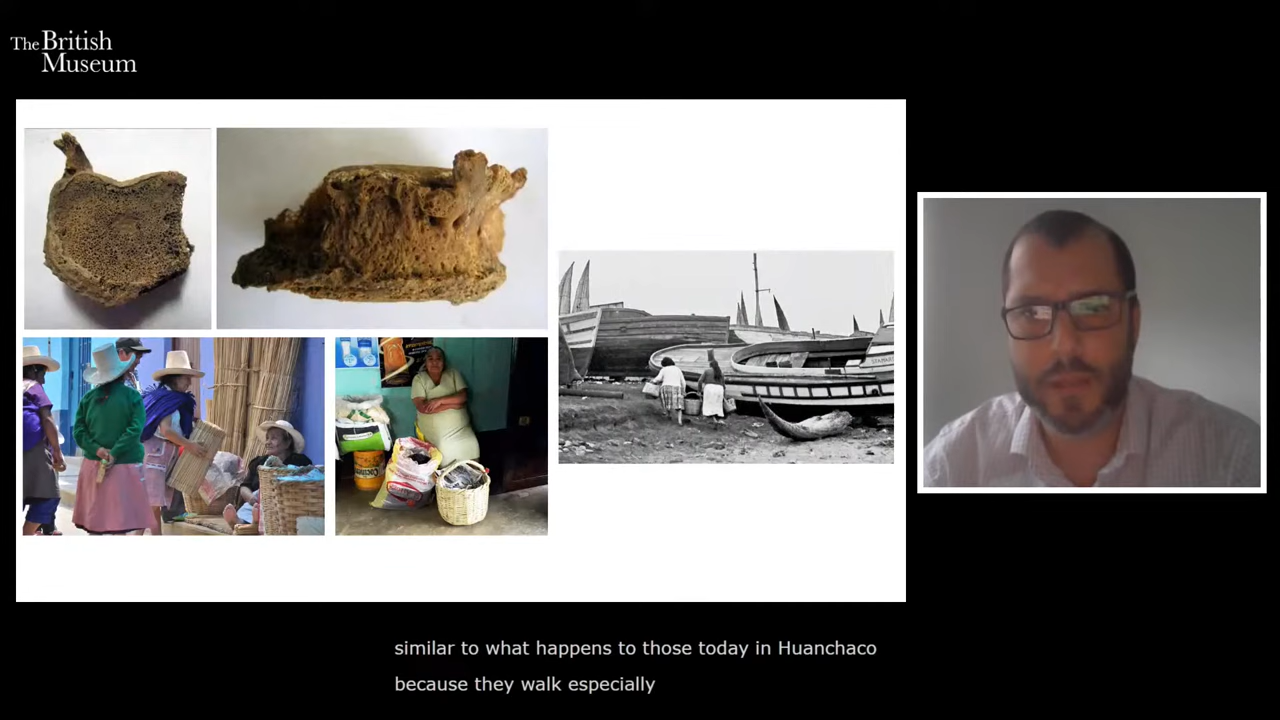 The British
Museum
similar to what happens to those today in Huanchaco
because they walk especially